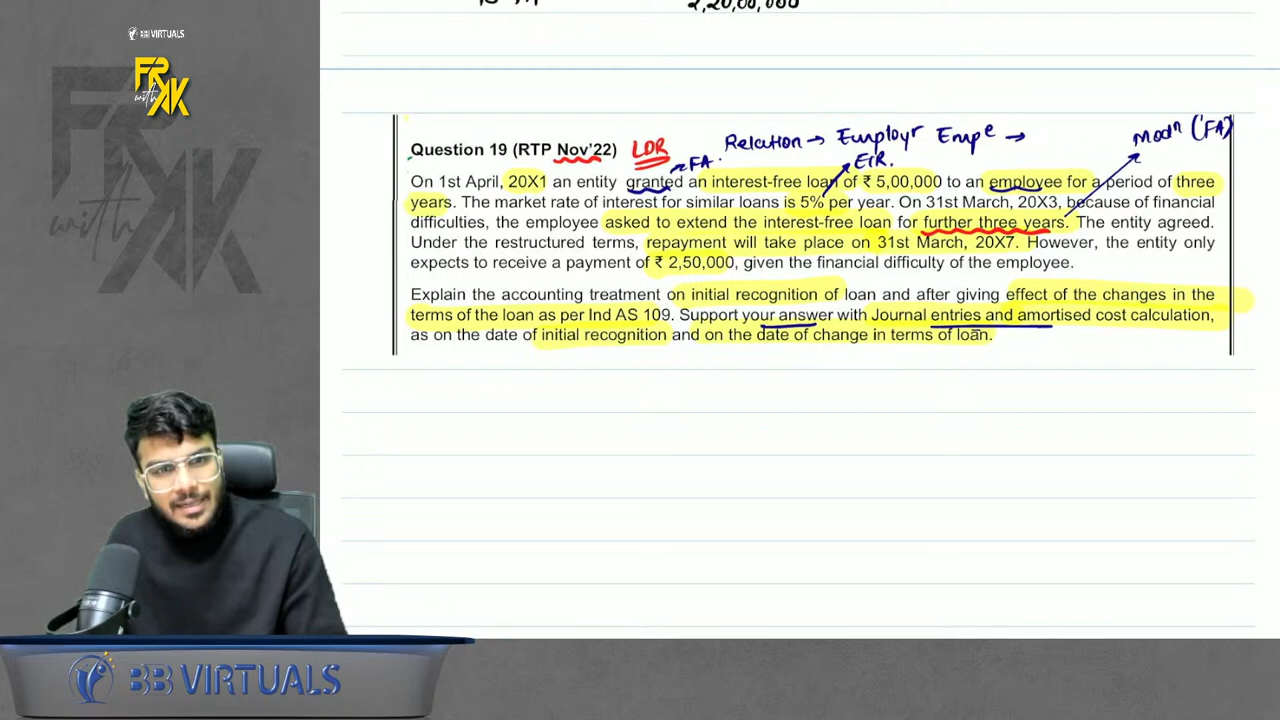 BB VIRTUALS
FR
with
AK
2,20,00,000
Question 19 (RTP Nov'22) LDR Relation → Employr Empe → Modn (FA)
→FA. EIR.
On 1st April, 20X1 an entity granted an interest-free loan of ₹ 5,00,000 to an employee for a period of three
years. The market rate of interest for similar loans is 5% per year. On 31st March, 20X3, because of financial
difficulties, the employee asked to extend the interest-free loan for further three years. The entity agreed.
Under the restructured terms, repayment will take place on 31st March, 20X7. However, the entity only
expects to receive a payment of ₹ 2,50,000, given the financial difficulty of the employee.
Explain the accounting treatment on initial recognition of loan and after giving effect of the changes in the
terms of the loan as per Ind AS 109. Support your answer with Journal entries and amortised cost calculation,
as on the date of initial recognition and on the date of change in terms of loan.
BB VIRTUALS